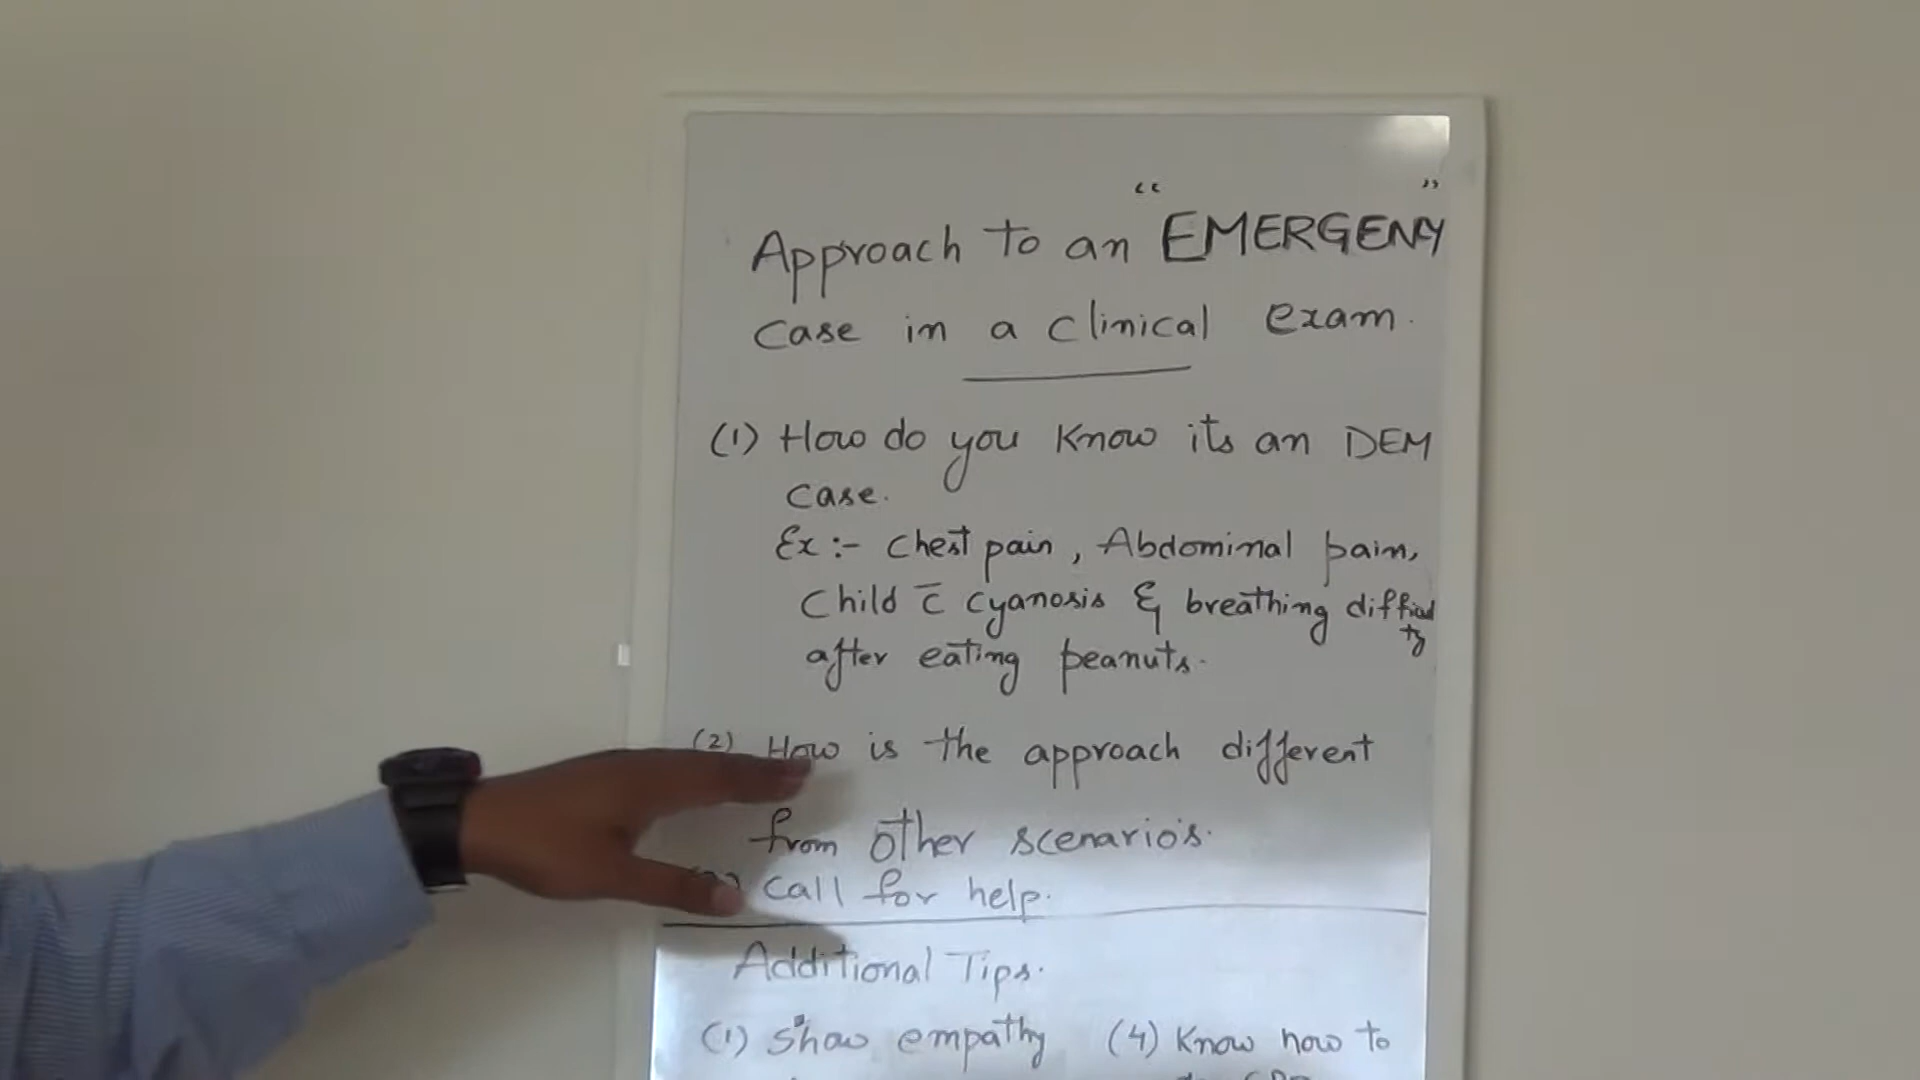 “ ”
Approach to an EMERGENY
Case in a clinical exam.
(1) How do you know its an DEM
Case.
Ex :- Chest pain, Abdominal pain,
Child c̄ cyanosis & breathing difficulty
after eating peanuts.
(2) How is the approach different
from other scenario's.
Call for help.
Additional Tips.
(1) Show empathy (4) Know how to